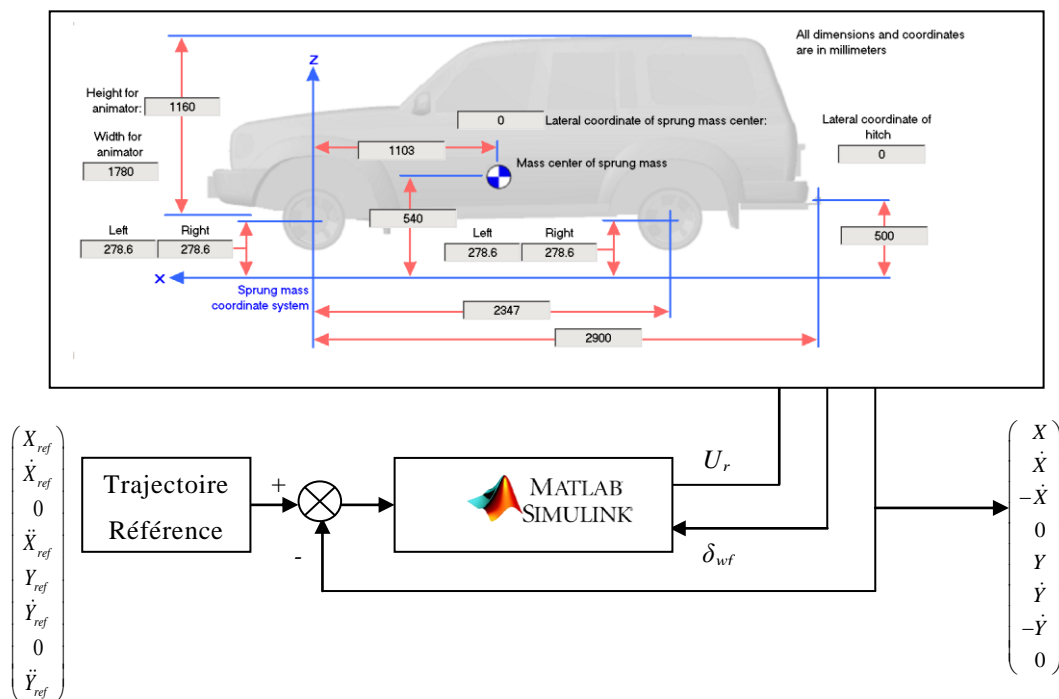 All dimensions and coordinates
are in millimeters
z
Height for
animator:
1160
0
Lateral coordinate of sprung mass center:
Lateral coordinate of
hitch
0
Width for
animator
1780
1103
Mass center of sprung mass
540
500
Left
Right
278.6
278.6
Left
Right
278.6
278.6
x
Sprung mass
coordinate system
2347
2900
X_ref
Ẋ_ref
0
Ẍ_ref
Y_ref
Ẏ_ref
0
Ÿ_ref
Trajectoire
Référence
+
-
MATLAB
SIMULINK®
U_r
δ_wf
X
Ẋ
−Ẋ
0
Y
Ẏ
−Ẏ
0